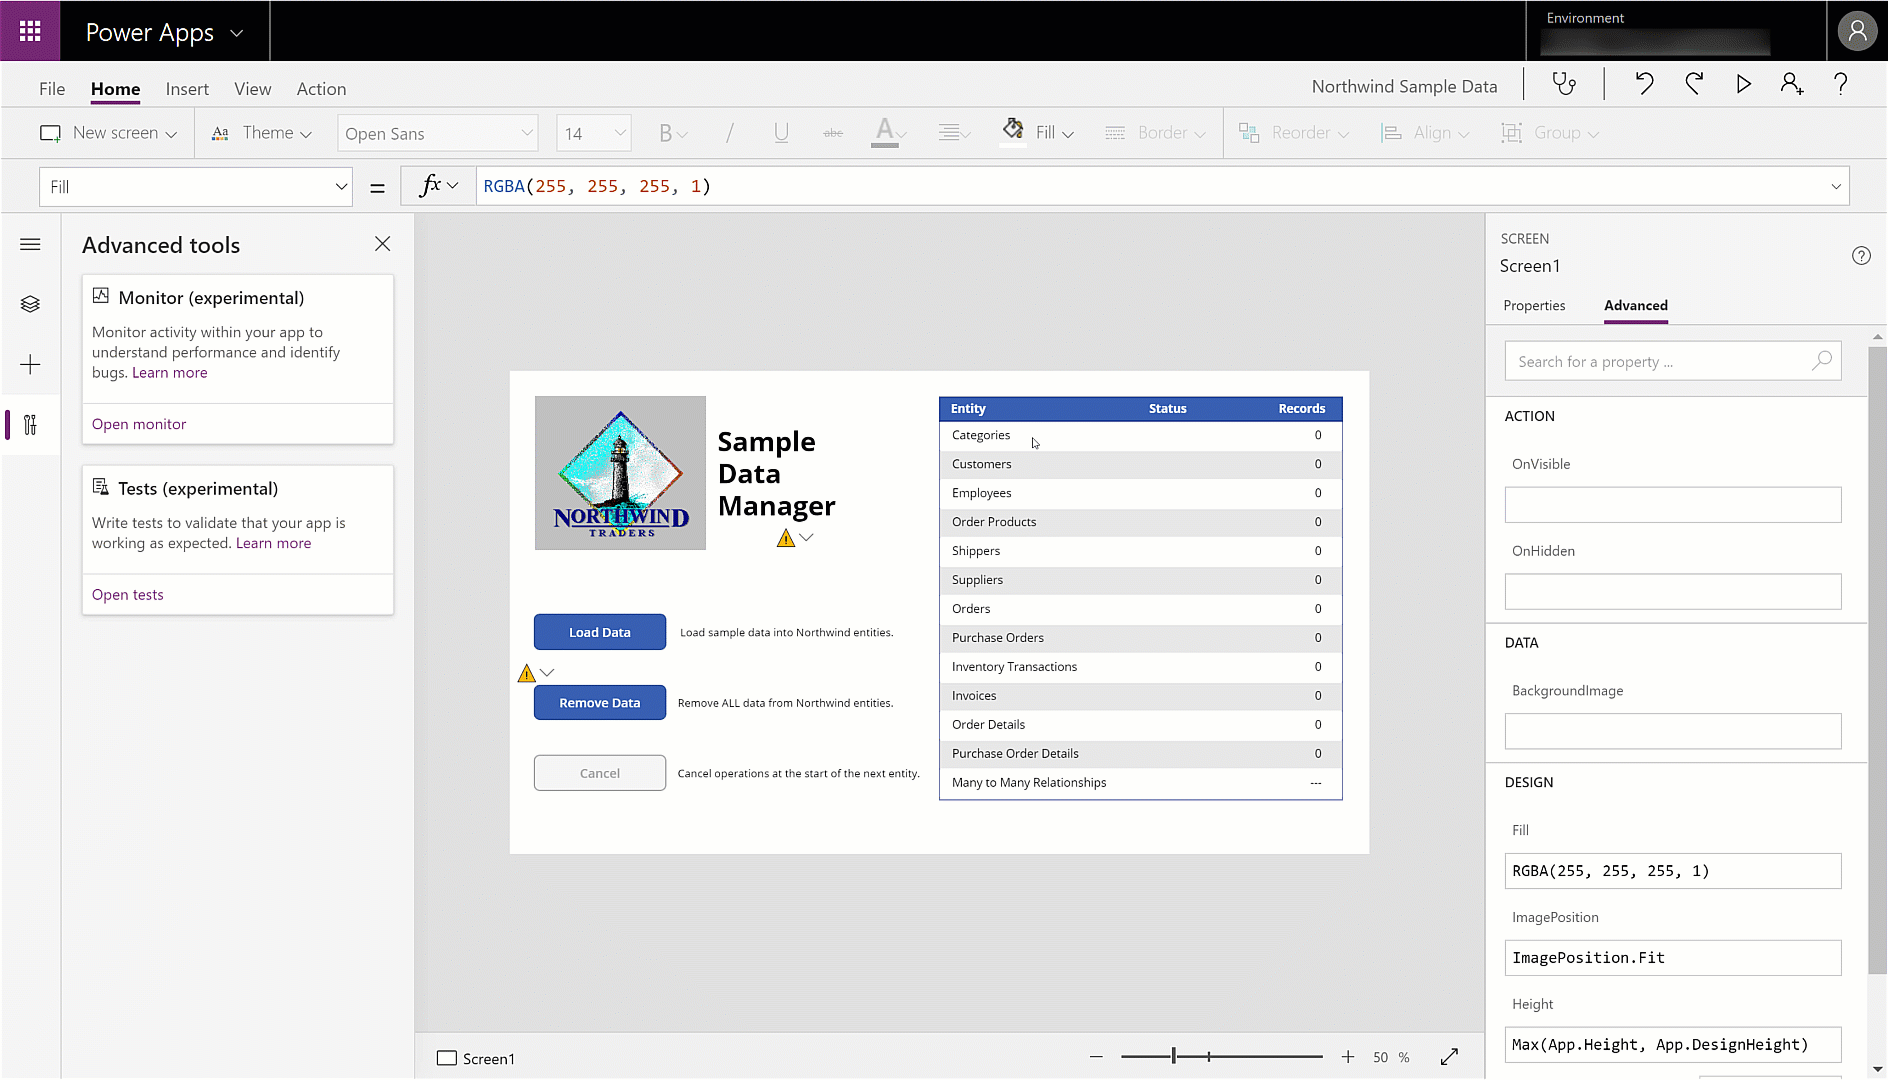 Power Apps
Environment
File Home Insert View Action
Northwind Sample Data
New screen
Aa Theme
Open Sans
14
B / U abc A
Fill
Border
Reorder
Align
Group
Fill
= fx RGBA(255, 255, 255, 1)
Advanced tools
Monitor (experimental)
Monitor activity within your app to
understand performance and identify
bugs. Learn more
Open monitor
Tests (experimental)
Write tests to validate that your app is
working as expected. Learn more
Open tests
NORTHWIND
TRADERS
Sample
Data
Manager
Load Data Load sample data into Northwind entities.
Remove Data Remove ALL data from Northwind entities.
Cancel Cancel operations at the start of the next entity.
Entity Status Records
Categories 0
Customers 0
Employees 0
Order Products 0
Shippers 0
Suppliers 0
Orders 0
Purchase Orders 0
Inventory Transactions 0
Invoices 0
Order Details 0
Purchase Order Details 0
Many to Many Relationships ---
Screen1
50 %
SCREEN
Screen1
Properties Advanced
Search for a property ...
ACTION
OnVisible
OnHidden
DATA
BackgroundImage
DESIGN
Fill
RGBA(255, 255, 255, 1)
ImagePosition
ImagePosition.Fit
Height
Max(App.Height, App.DesignHeight)